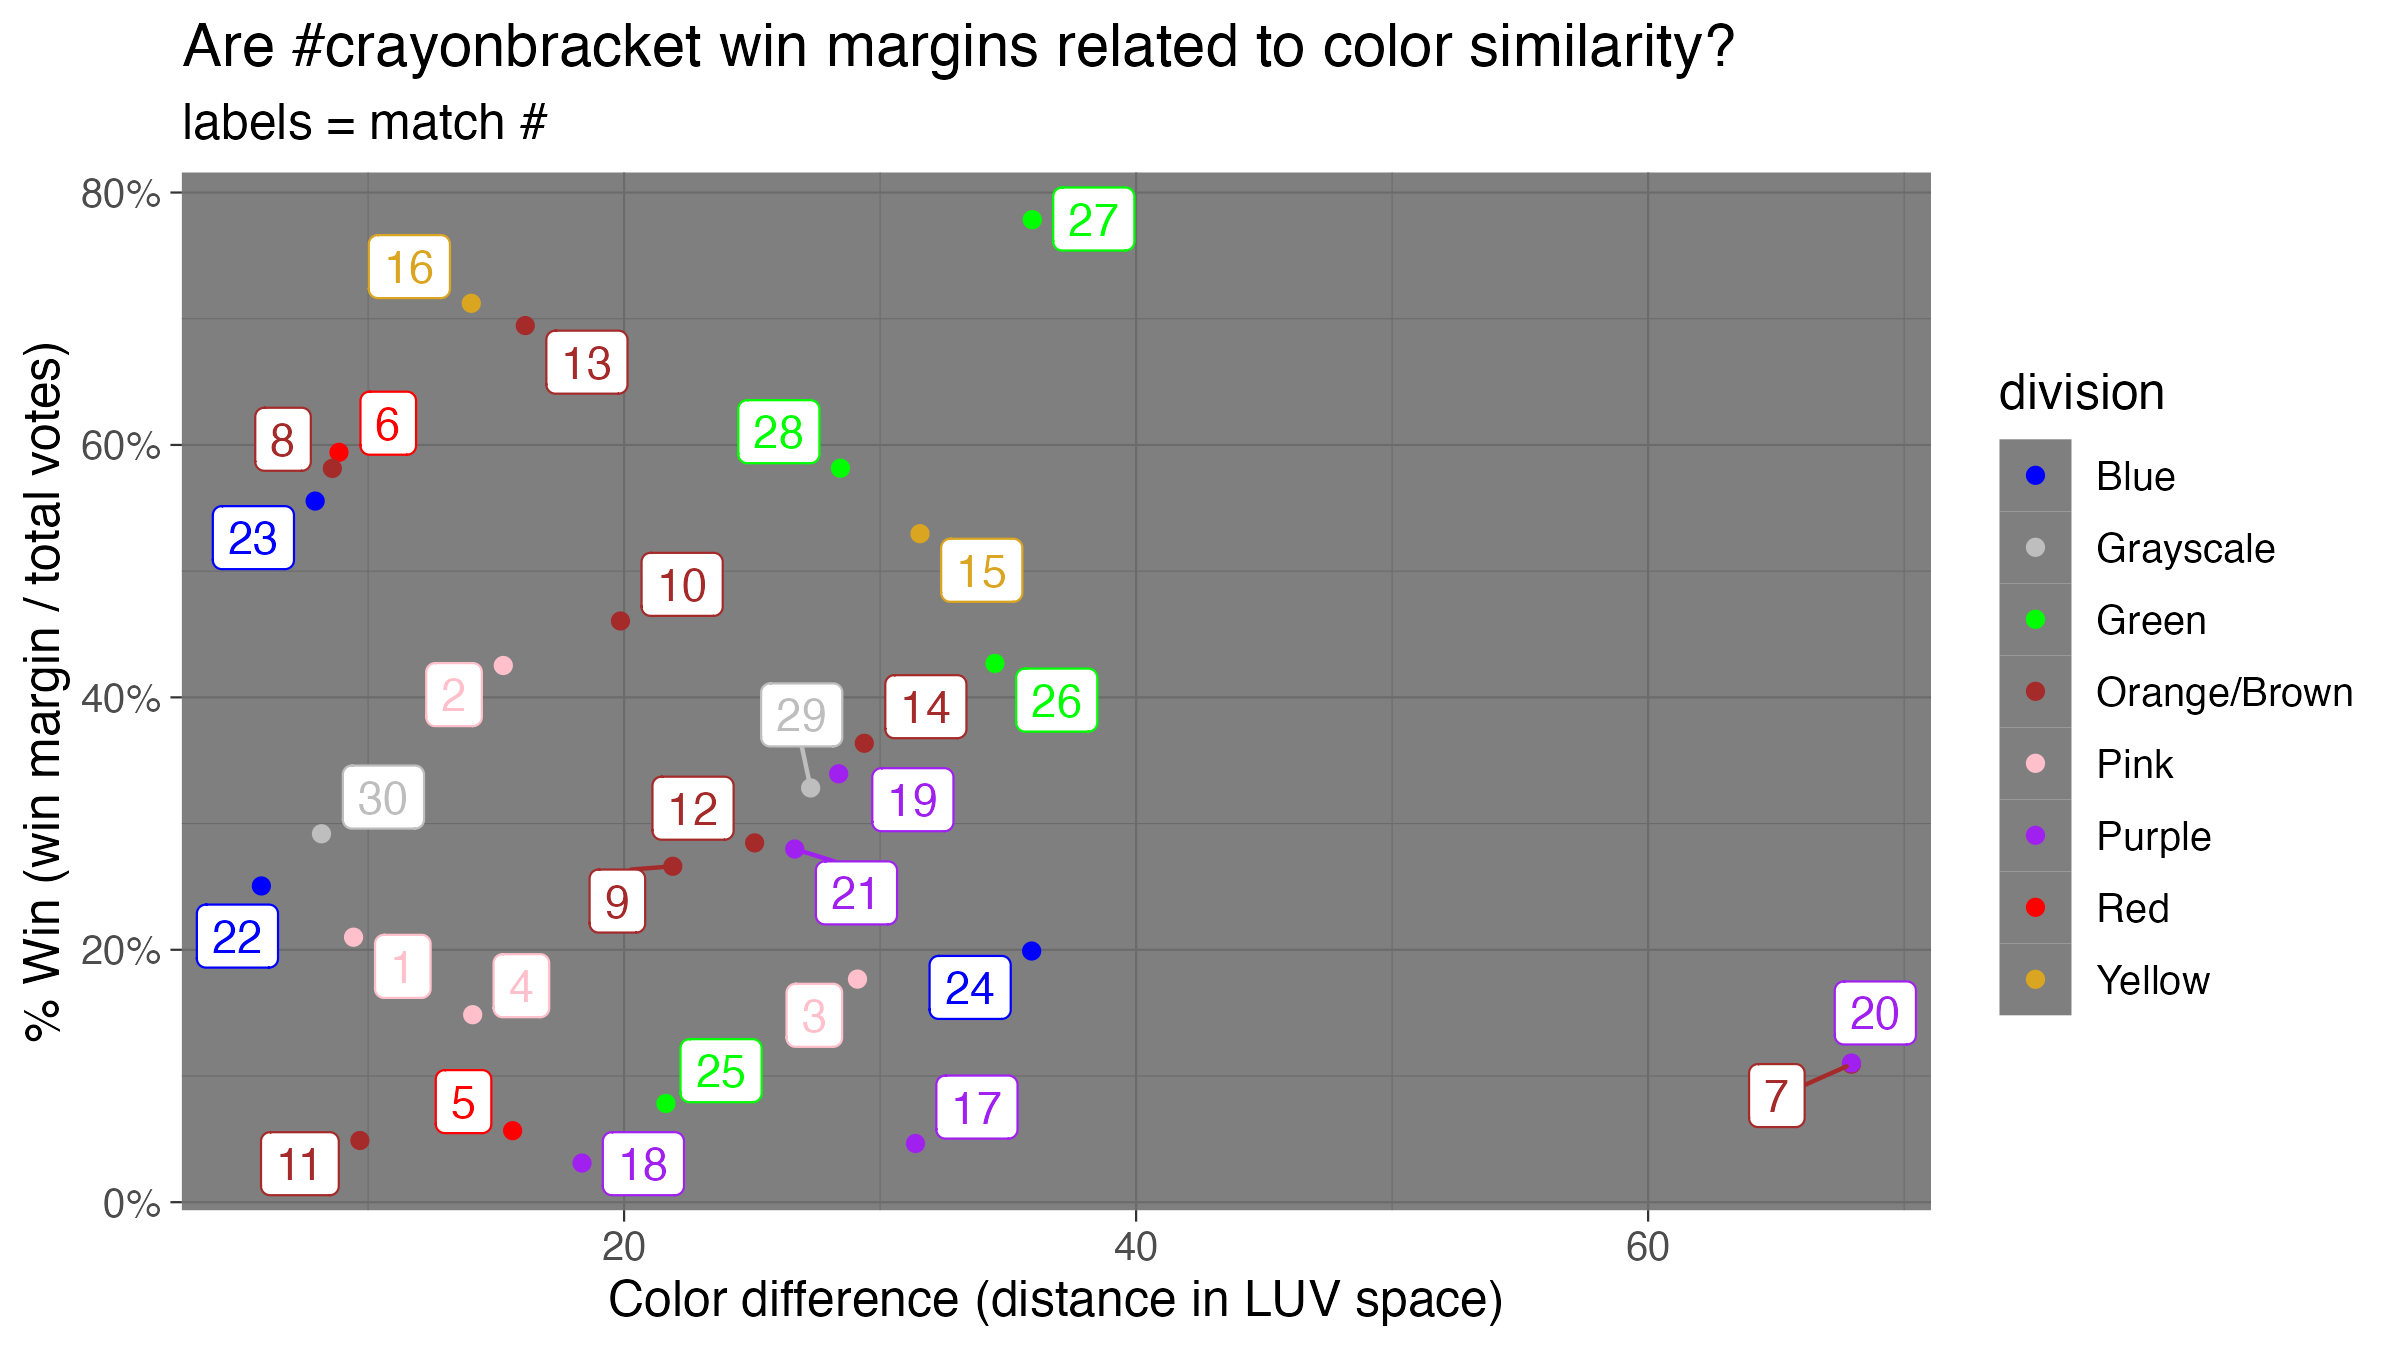 Are #crayonbracket win margins related to color similarity?
labels = match #
% Win (win margin / total votes)
80%
60%
40%
20%
0%
27
16
13
6
8
28
23
15
10
2
14
26
29
30
12
19
9
21
22
1
4
3
24
20
25
5
17
7
11
18
20
40
60
Color difference (distance in LUV space)
division
Blue
Grayscale
Green
Orange/Brown
Pink
Purple
Red
Yellow